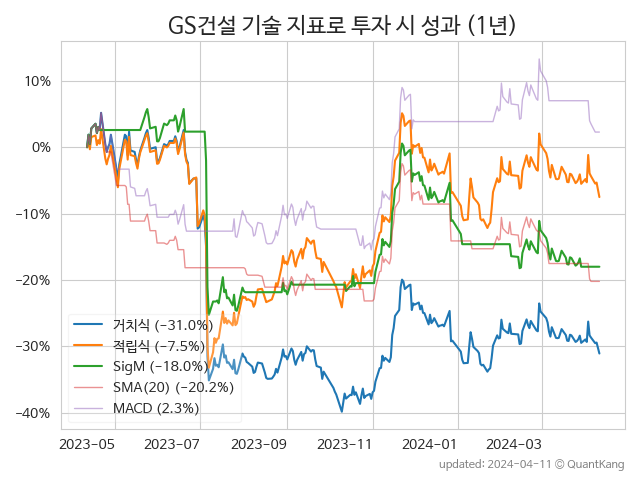 GS건설 기술 지표로 투자 시 성과 (1년)
10%
0%
−10%
−20%
−30%
−40%
거치식 (−31.0%)
적립식 (−7.5%)
SigM (−18.0%)
SMA(20) (−20.2%)
MACD (2.3%)
2023-05
2023-07
2023-09
2023-11
2024-01
2024-03
updated: 2024-04-11 © QuantKang